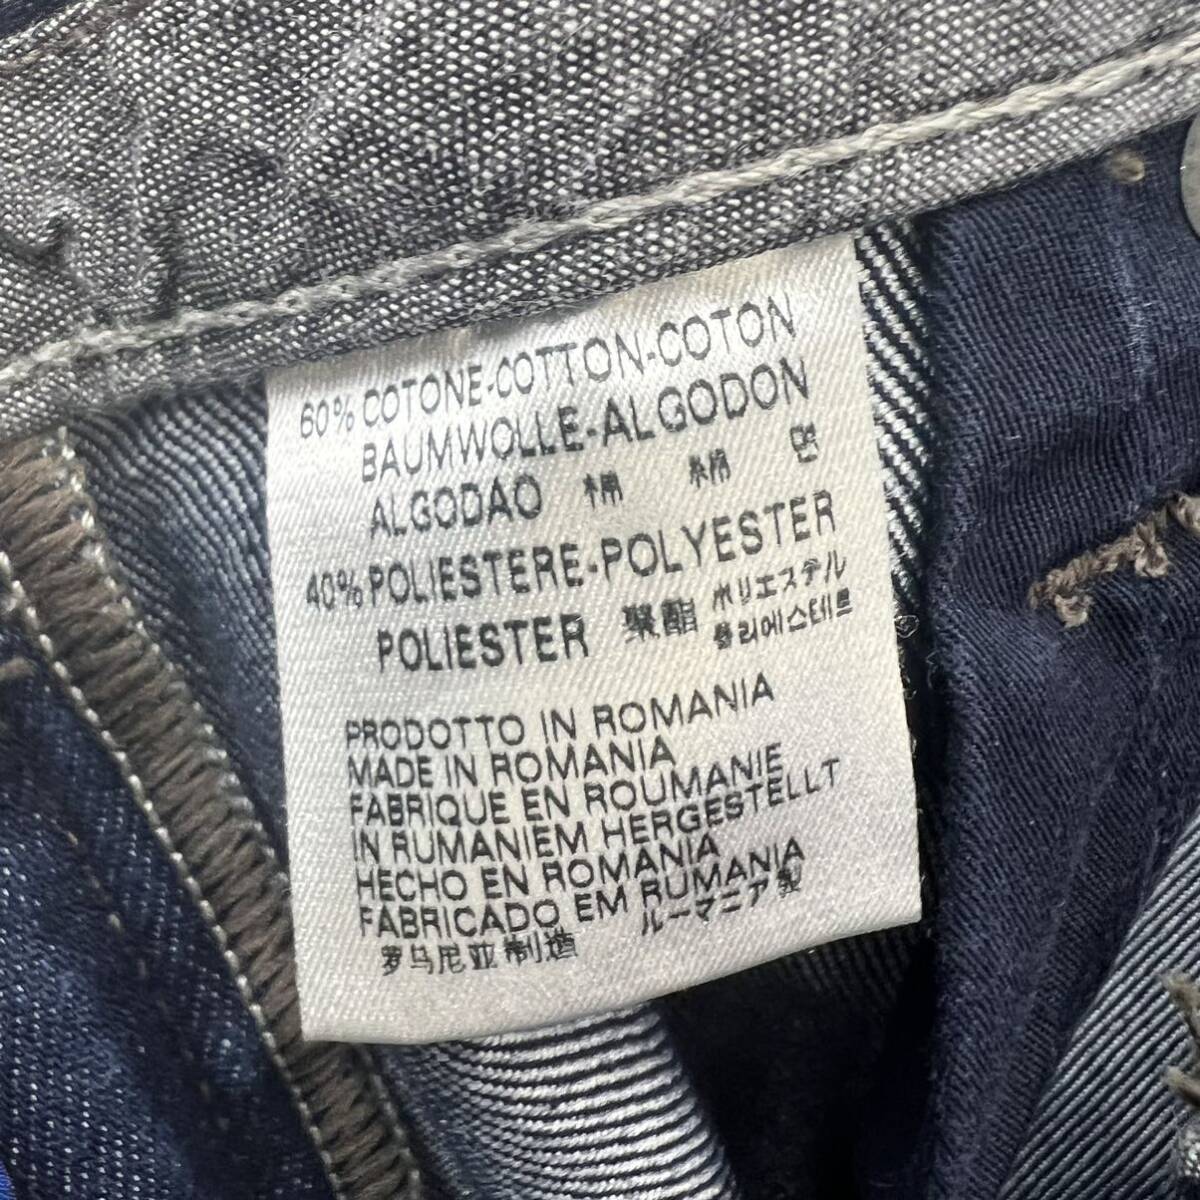 60% COTONE-COTTON-COTON
BAUMWOLLE-ALGODON
ALGODAO 棉 綿 면
40% POLIESTERE-POLYESTER
POLIESTER 聚酯 ポリエステル
폴리에스테르
PRODOTTO IN ROMANIA
MADE IN ROMANIA
FABRIQUE EN ROUMANIE
IN RUMANIEM HERGESTELLT
HECHO EN ROMANIA
FABRICADO EM RUMANIA
罗马尼亚制造 ルーマニア製